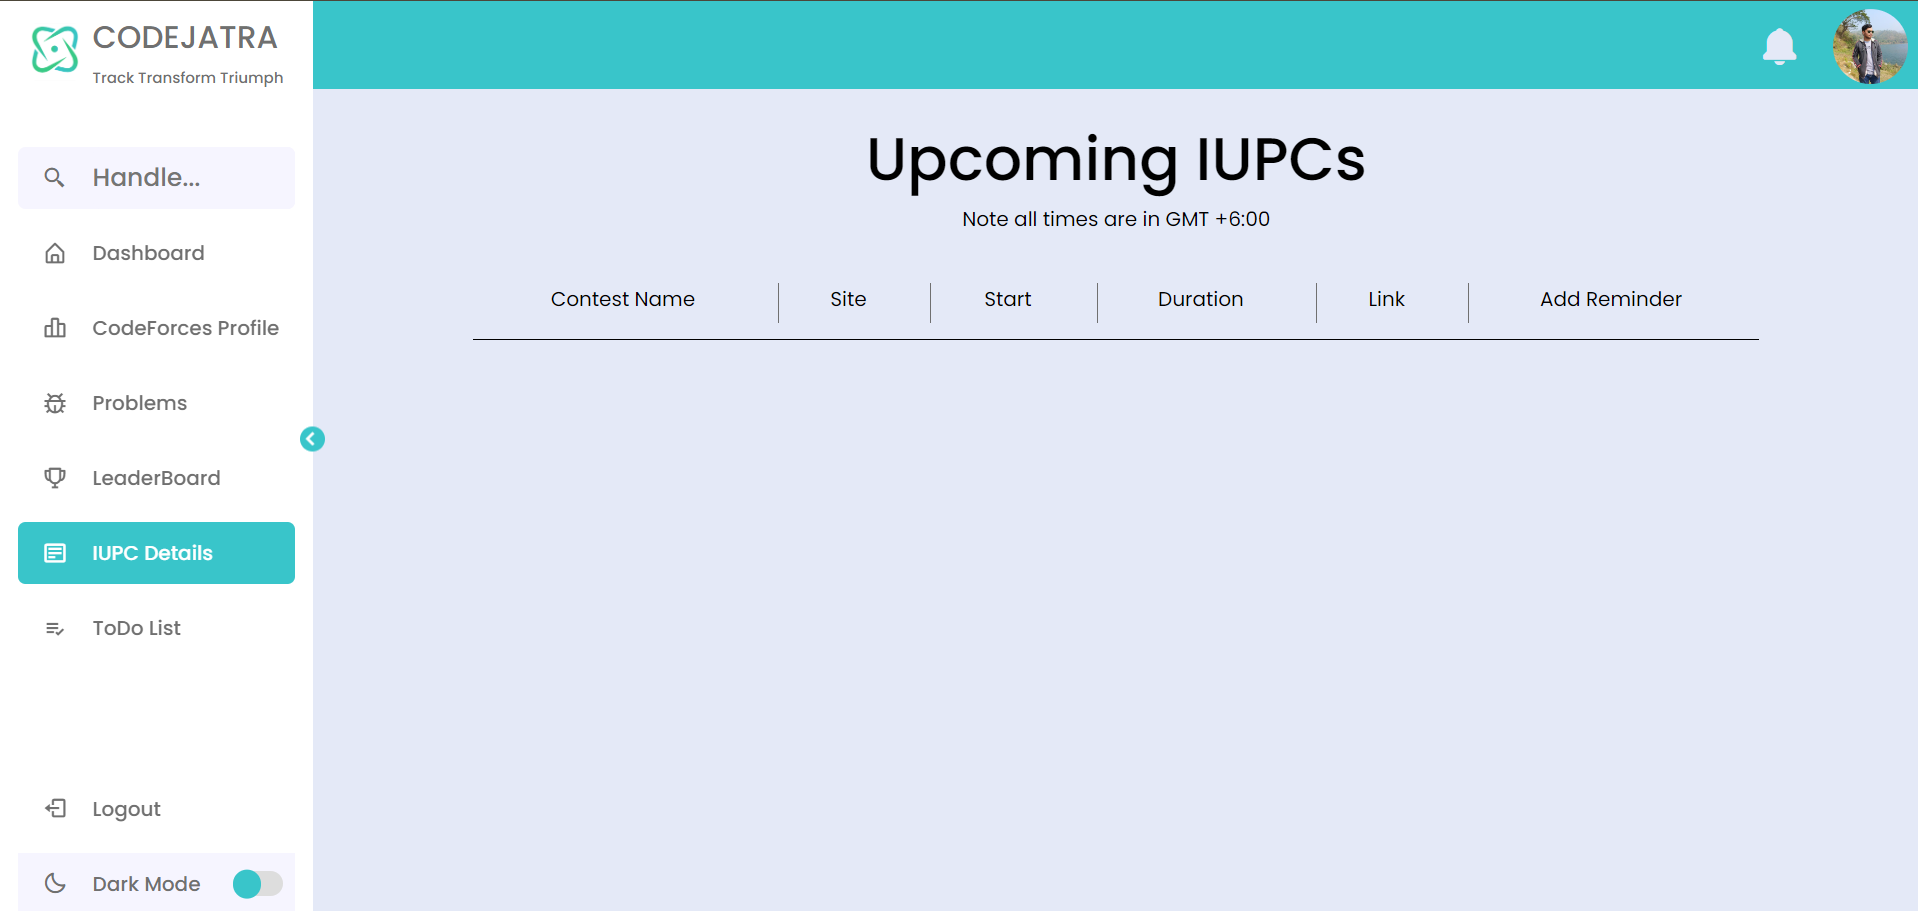 CODEJATRA
Track Transform Triumph
Handle...
Dashboard
CodeForces Profile
Problems
LeaderBoard
IUPC Details
ToDo List
Logout
Dark Mode
Upcoming IUPCs
Note all times are in GMT +6:00
Contest Name Site Start Duration Link Add Reminder